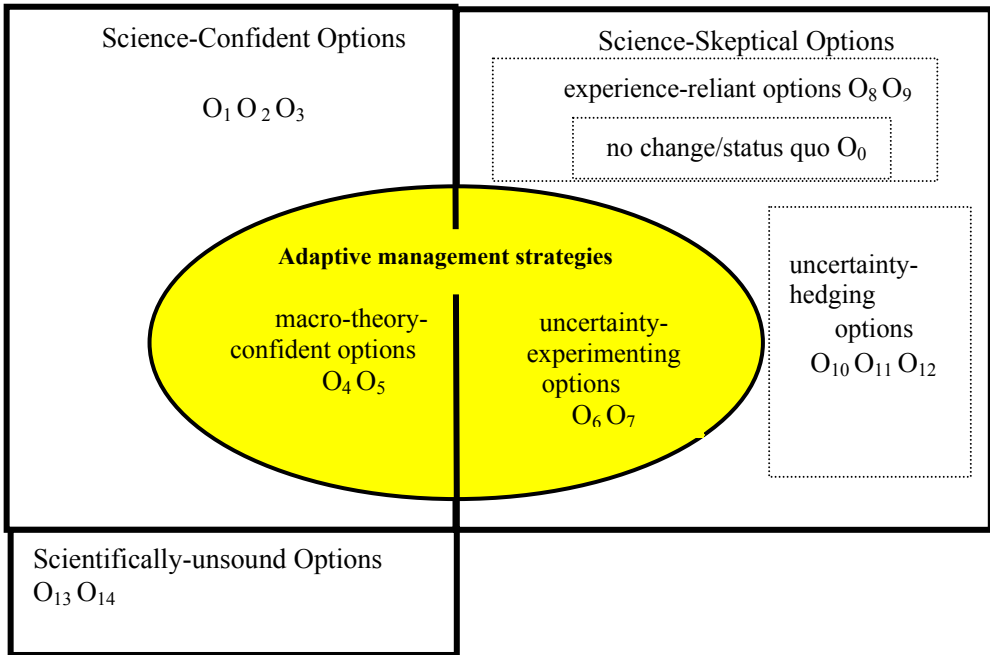 Science-Confident Options
O₁ O₂ O₃
Science-Skeptical Options
experience-reliant options O₈ O₉
no change/status quo O₀
Adaptive management strategies
macro-theory-
confident options
O₄ O₅
uncertainty-
experimenting
options
O₆ O₇
uncertainty-
hedging
options
O₁₀ O₁₁ O₁₂
Scientifically-unsound Options
O₁₃ O₁₄